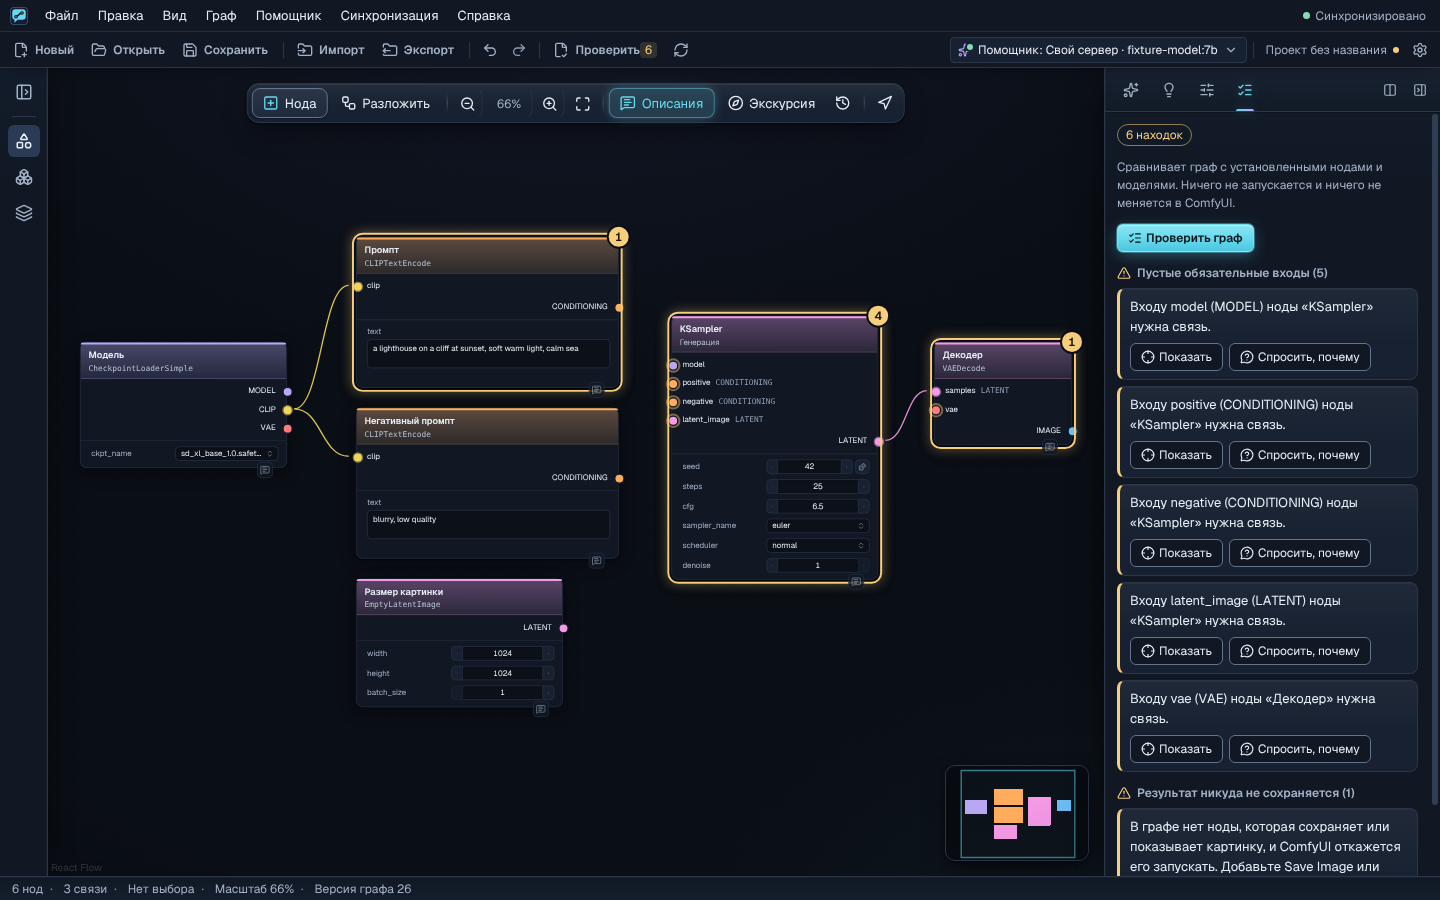 Файл Правка Вид Граф Помощник Синхронизация Справка
Синхронизировано
Новый Открыть Сохранить Импорт Экспорт Проверить 6
Помощник: Свой сервер · fixture-model:7b
Проект без названия
Нода Разложить 66% Описания Экскурсия
Промпт
CLIPTextEncode
1
clip
CONDITIONING
text
a lighthouse on a cliff at sunset, soft warm light, calm sea
Модель
CheckpointLoaderSimple
MODEL
CLIP
VAE
ckpt_name sd_xl_base_1.0.safet...
Негативный промпт
CLIPTextEncode
clip
CONDITIONING
text
blurry, low quality
Размер картинки
EmptyLatentImage
LATENT
width 1024
height 1024
batch_size 1
KSampler
Генерация
4
model
positive CONDITIONING
negative CONDITIONING
latent_image LATENT
LATENT
seed 42
steps 25
cfg 6.5
sampler_name euler
scheduler normal
denoise 1
Декодер
VAEDecode
1
samples LATENT
vae
IMAGE
6 находок
Сравнивает граф с установленными нодами и
моделями. Ничего не запускается и ничего не
меняется в ComfyUI.
Проверить граф
Пустые обязательные входы (5)
Входу model (MODEL) ноды «KSampler»
нужна связь.
Показать Спросить, почему
Входу positive (CONDITIONING) ноды
«KSampler» нужна связь.
Показать Спросить, почему
Входу negative (CONDITIONING) ноды
«KSampler» нужна связь.
Показать Спросить, почему
Входу latent_image (LATENT) ноды
«KSampler» нужна связь.
Показать Спросить, почему
Входу vae (VAE) ноды «Декодер» нужна
связь.
Показать Спросить, почему
Результат никуда не сохраняется (1)
В графе нет ноды, которая сохраняет или
показывает картинку, и ComfyUI откажется
его запускать. Добавьте Save Image или
React Flow
6 нод · 3 связи · Нет выбора · Масштаб 66% · Версия графа 26